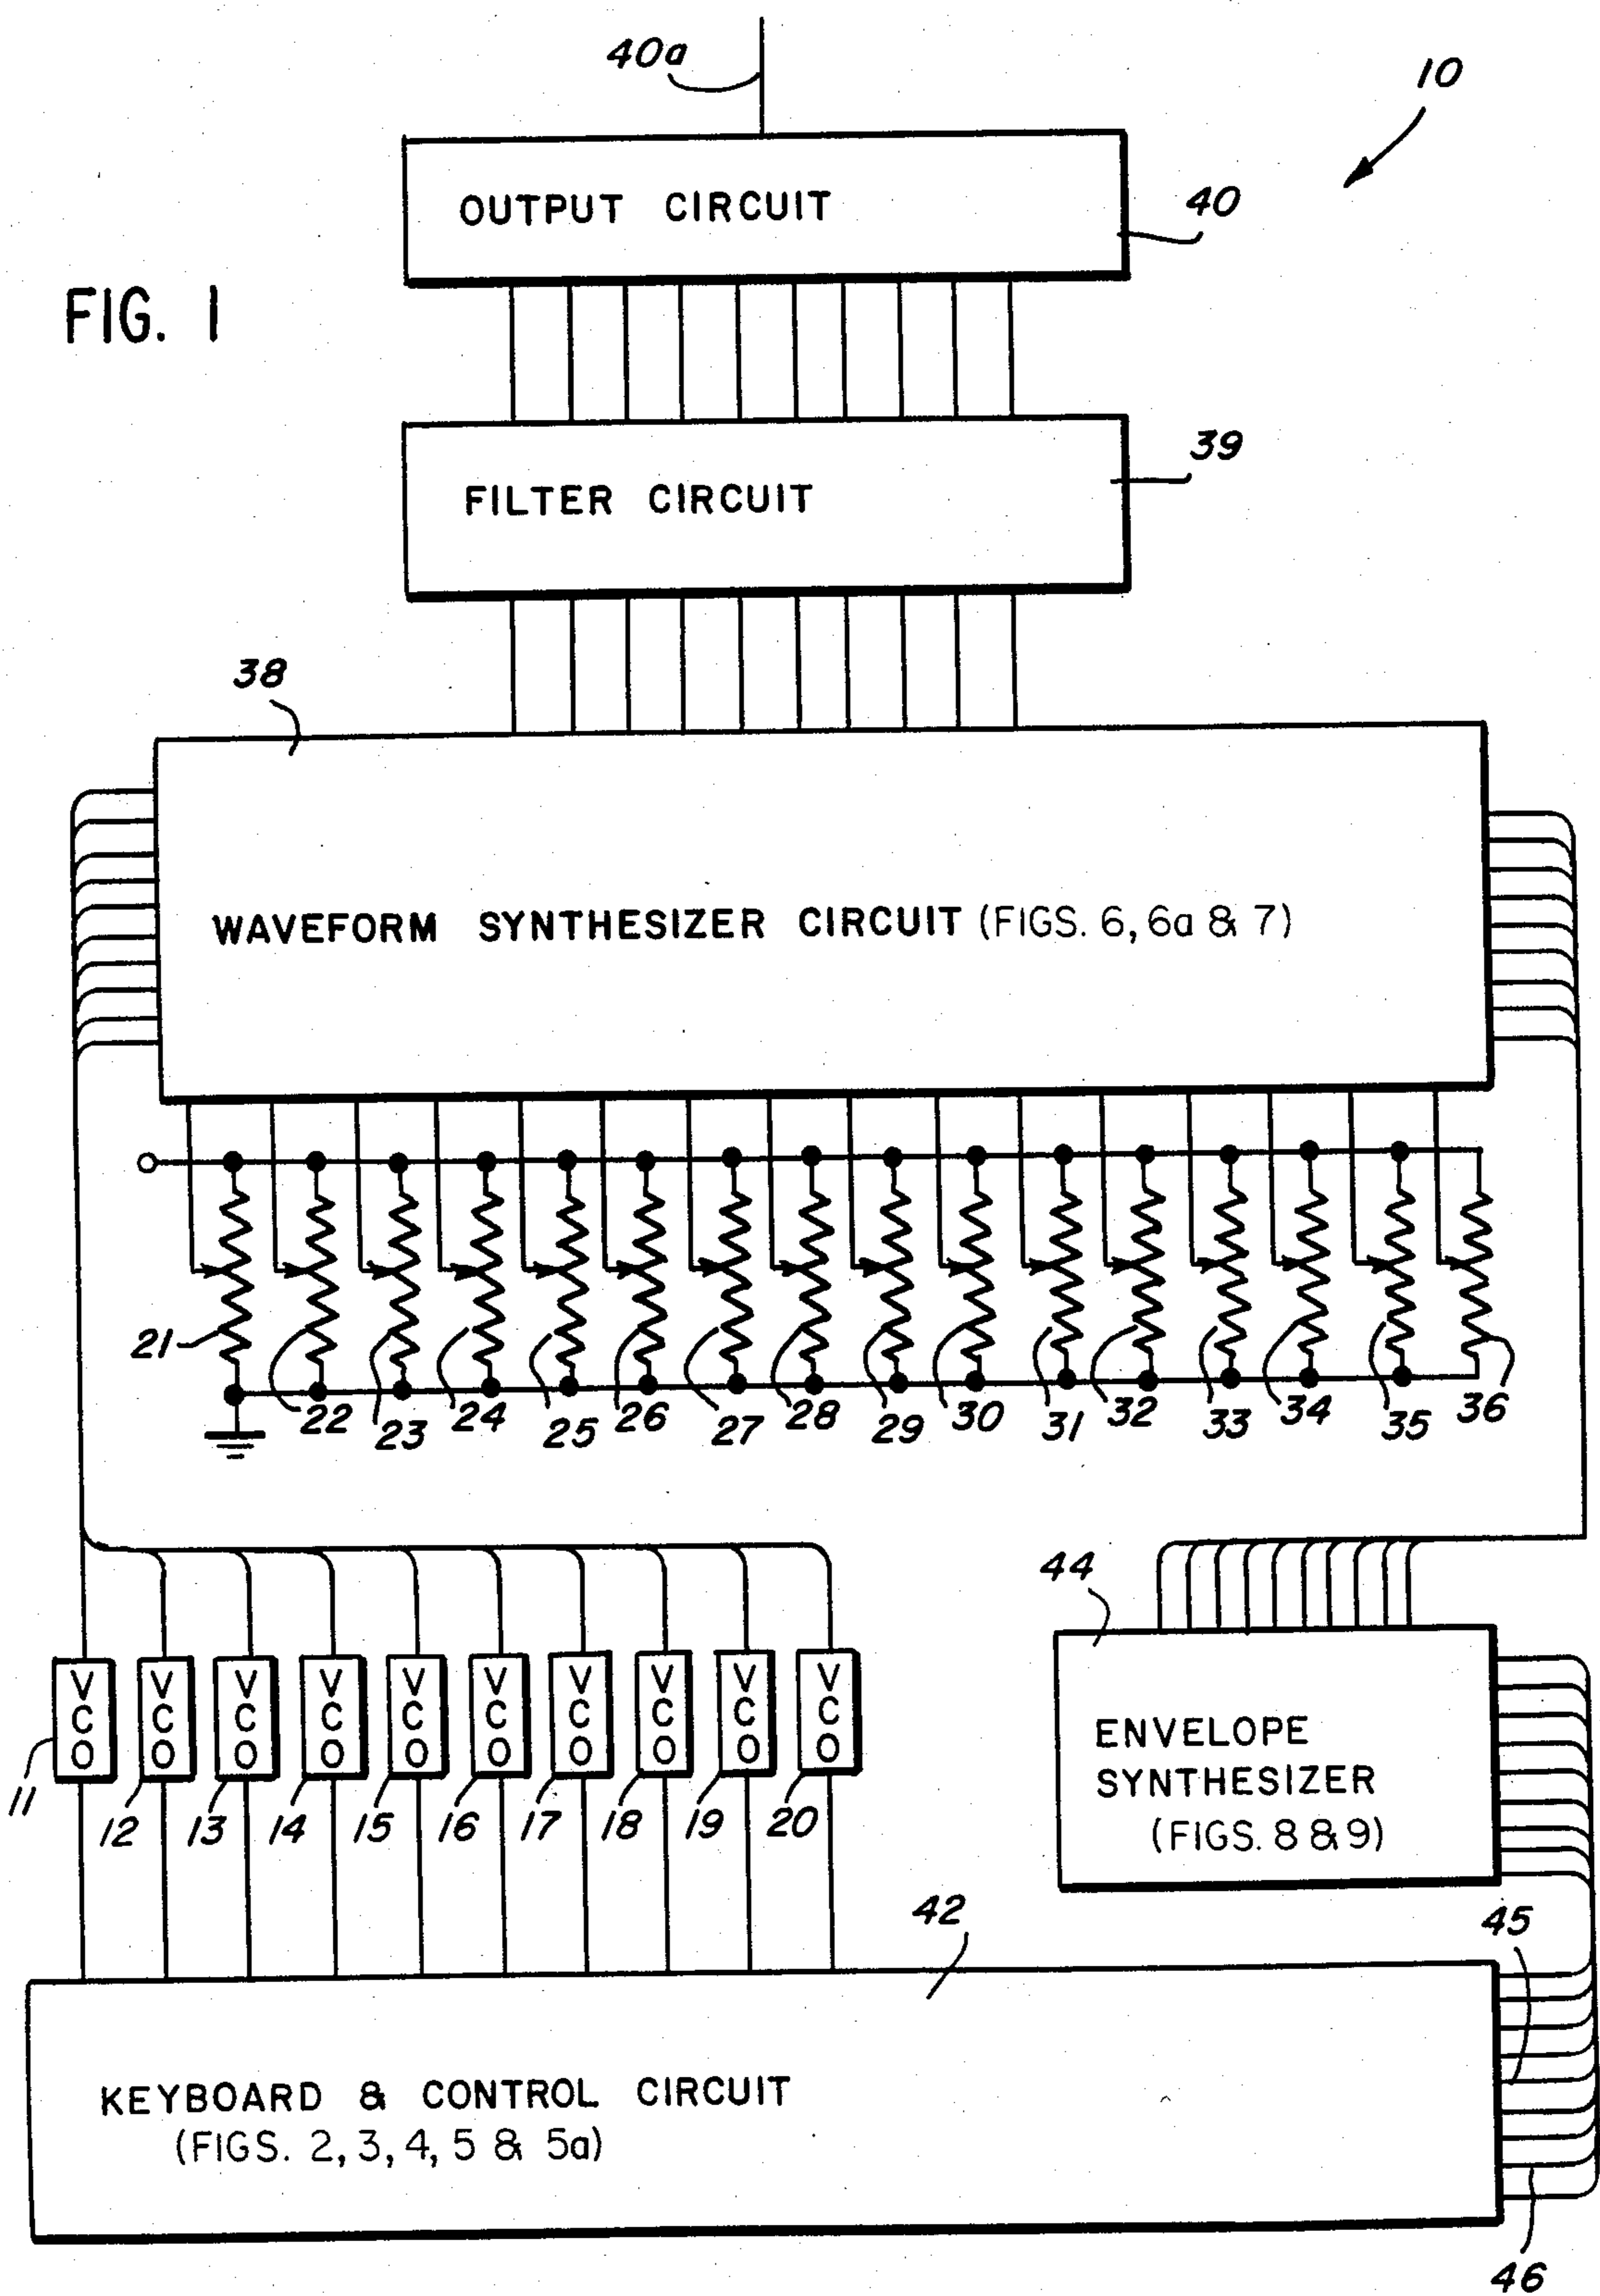 40a
10
OUTPUT CIRCUIT
40
FIG. 1
39
FILTER CIRCUIT
38
WAVEFORM SYNTHESIZER CIRCUIT (FIGS. 6, 6a & 7)
21
22 23 24 25 26 27 28 29 30 31 32 33 34 35 36
44
VCO VCO VCO VCO VCO VCO VCO VCO VCO VCO
11 12 13 14 15 16 17 18 19 20
ENVELOPE
SYNTHESIZER
(FIGS. 8 & 9)
42
45
KEYBOARD & CONTROL CIRCUIT
(FIGS. 2, 3, 4, 5 & 5a)
46